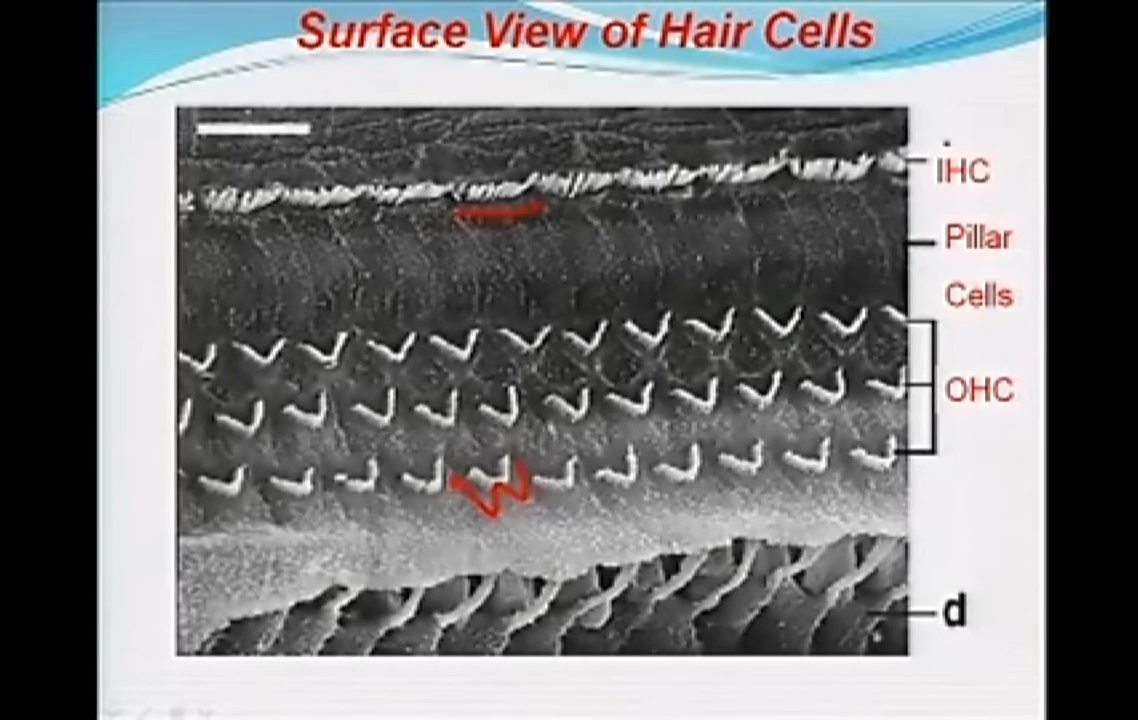 Surface View of Hair Cells
IHC
Pillar
Cells
OHC
d